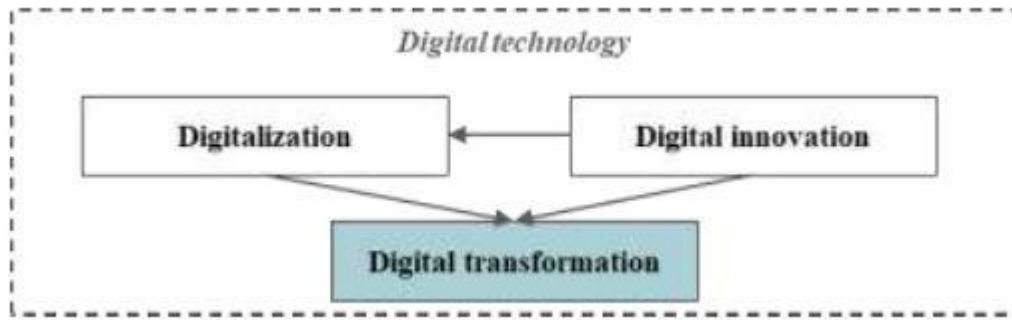 Digital technology
Digitalization
Digital innovation
Digital transformation